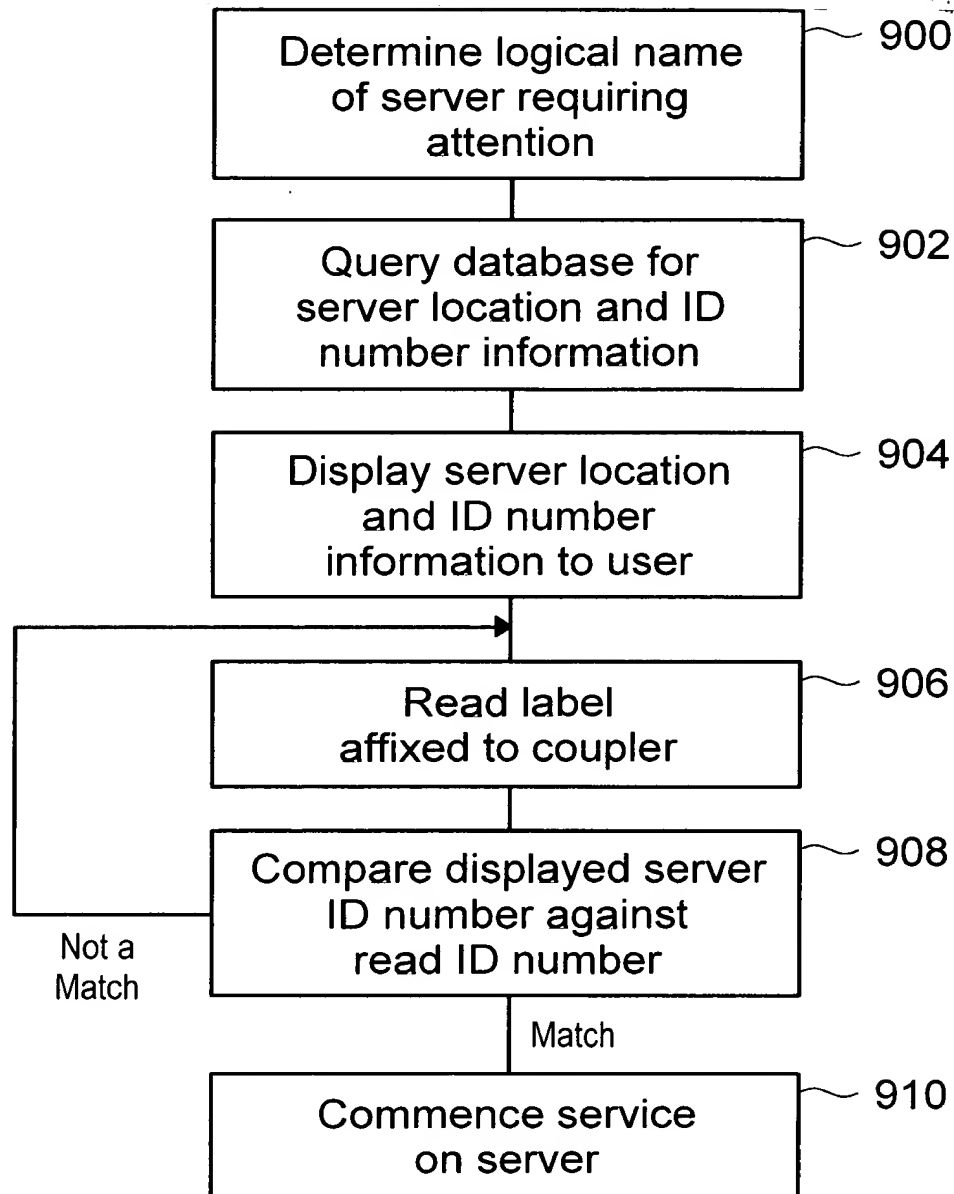 Determine logical name
of server requiring
attention
900
Query database for
server location and ID
number information
902
Display server location
and ID number
information to user
904
Read label
affixed to coupler
906
Compare displayed server
ID number against
read ID number
908
Not a
Match
Match
Commence service
on server
910